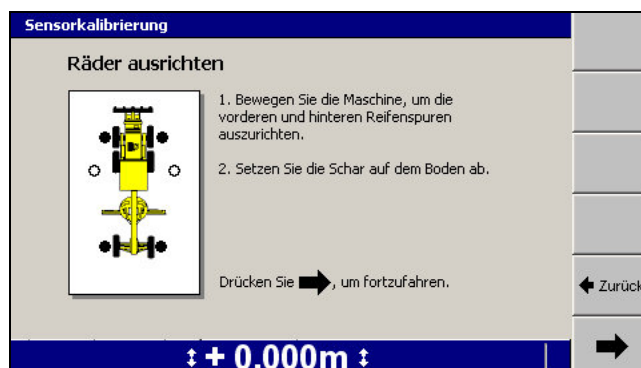 Sensorkalibrierung
Räder ausrichten
1. Bewegen Sie die Maschine, um die
vorderen und hinteren Reifenspuren
auszurichten.
2. Setzen Sie die Schar auf dem Boden ab.
Drücken Sie , um fortzufahren.
Zurück
+ 0.000m